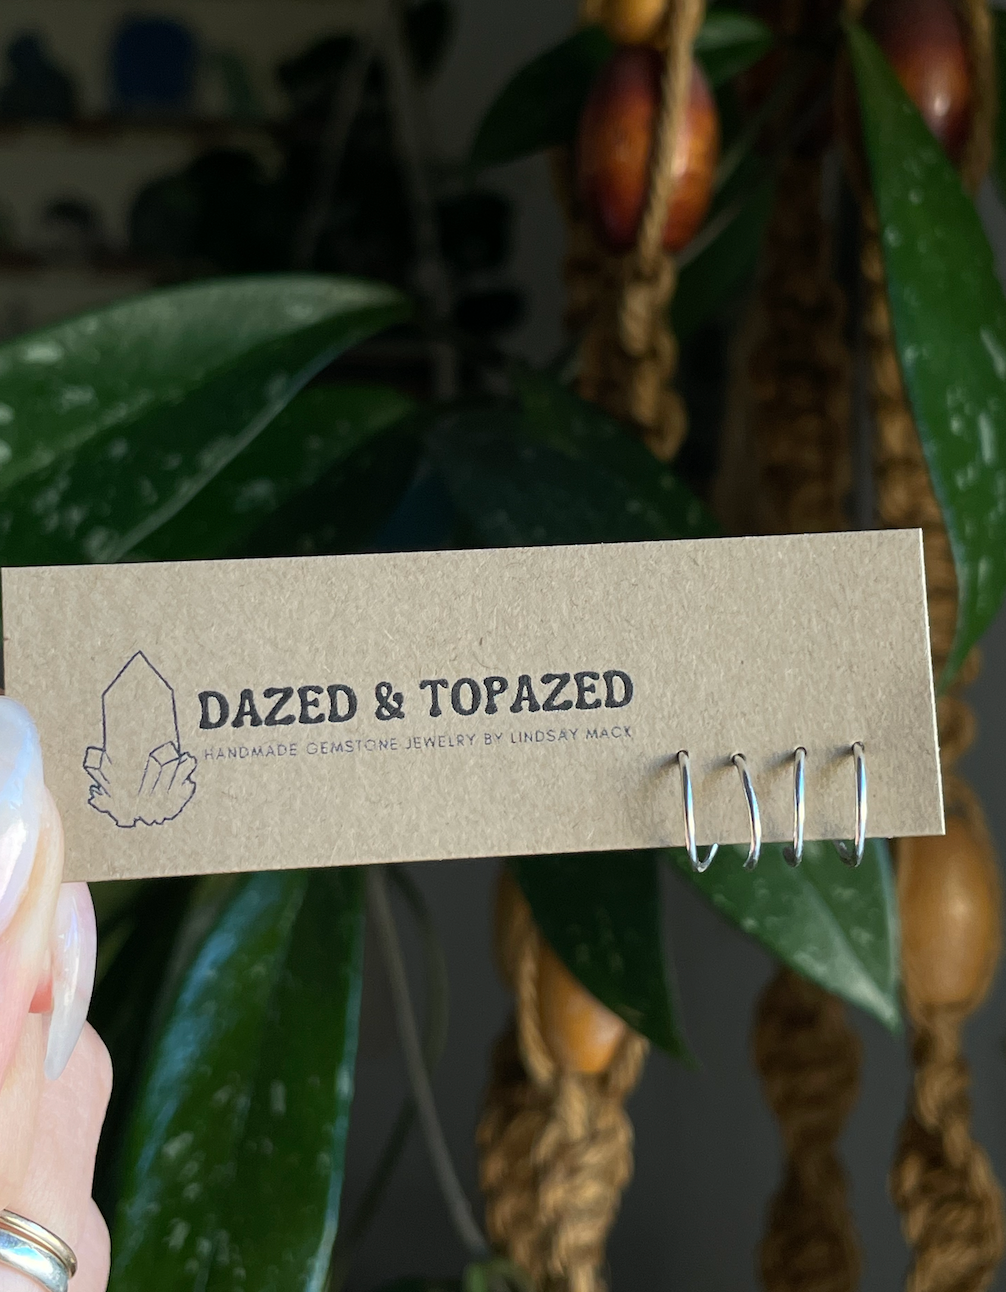 DAZED & TOPAZED
HANDMADE GEMSTONE JEWELRY BY LINDSAY MACK